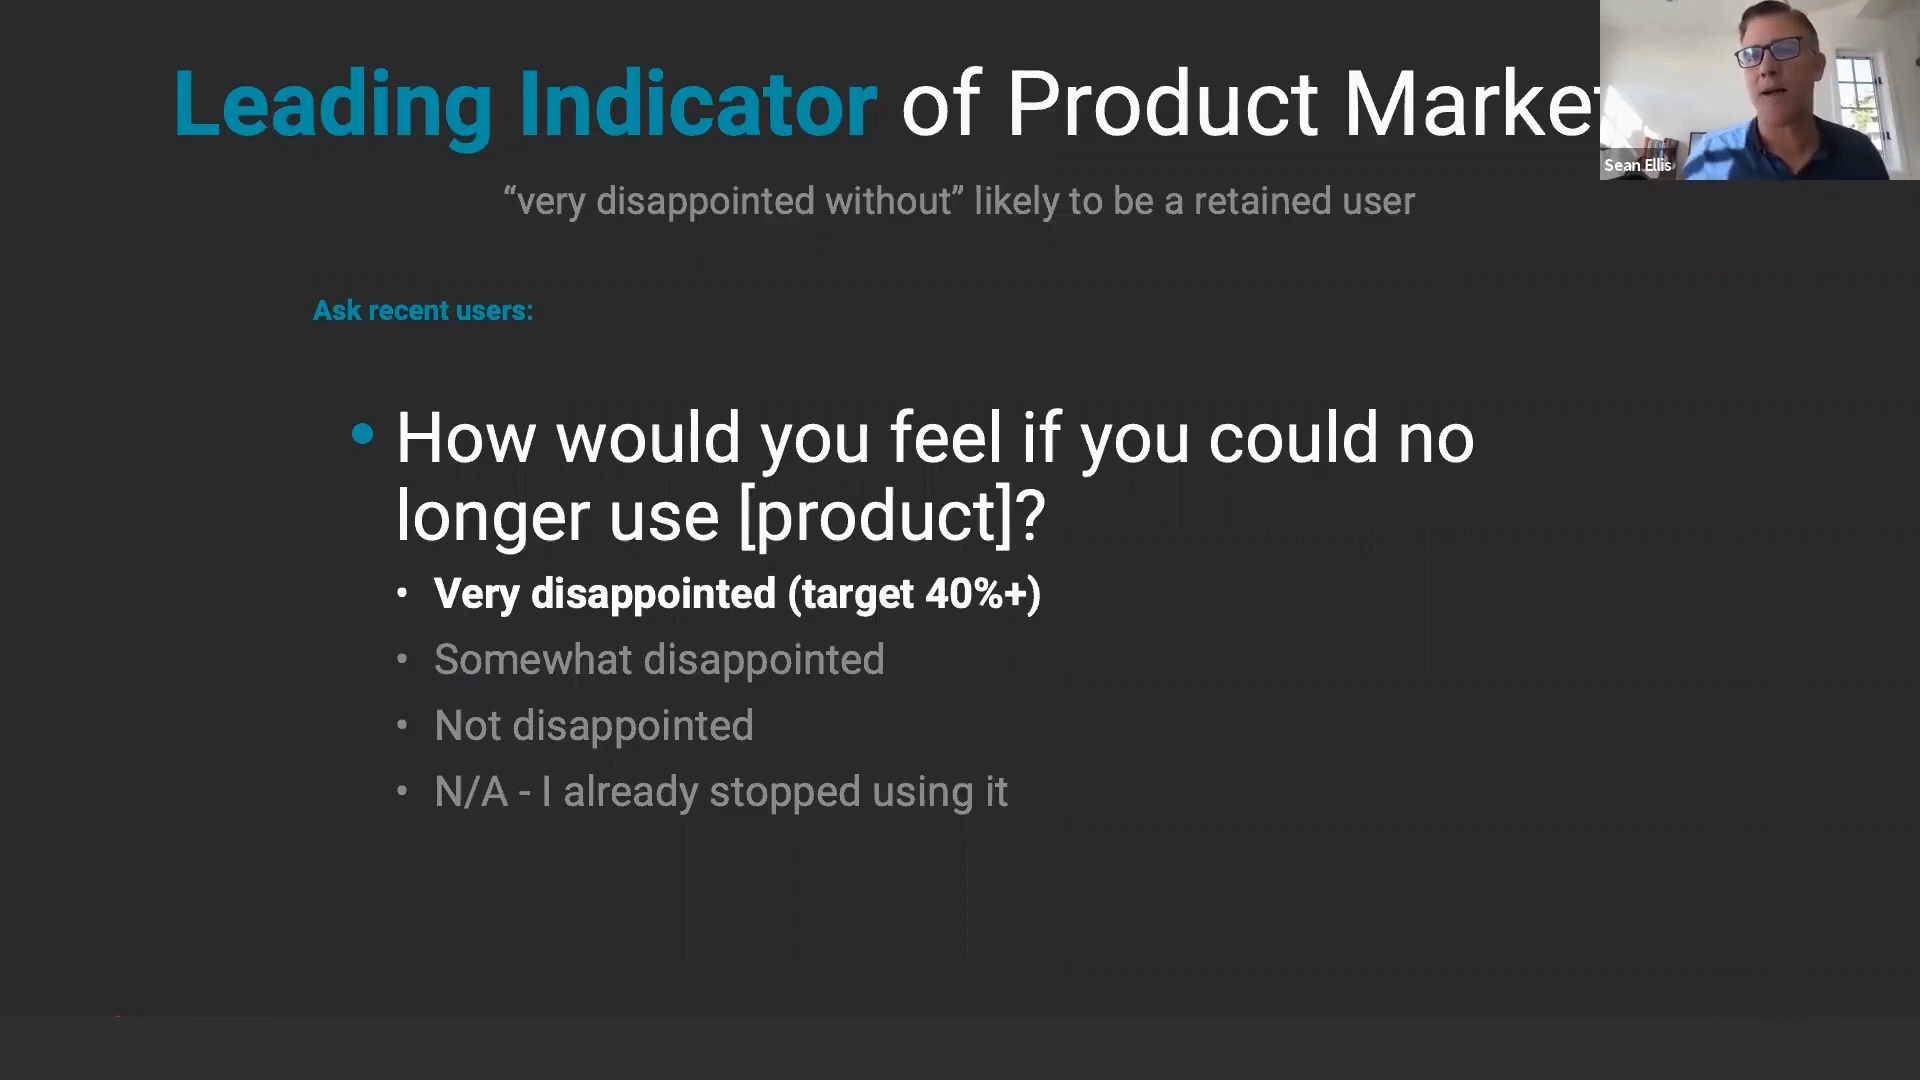 Leading Indicator of Product Market
Sean Ellis
“very disappointed without” likely to be a retained user
Ask recent users:
• How would you feel if you could no
longer use [product]?
• Very disappointed (target 40%+)
• Somewhat disappointed
• Not disappointed
• N/A - I already stopped using it